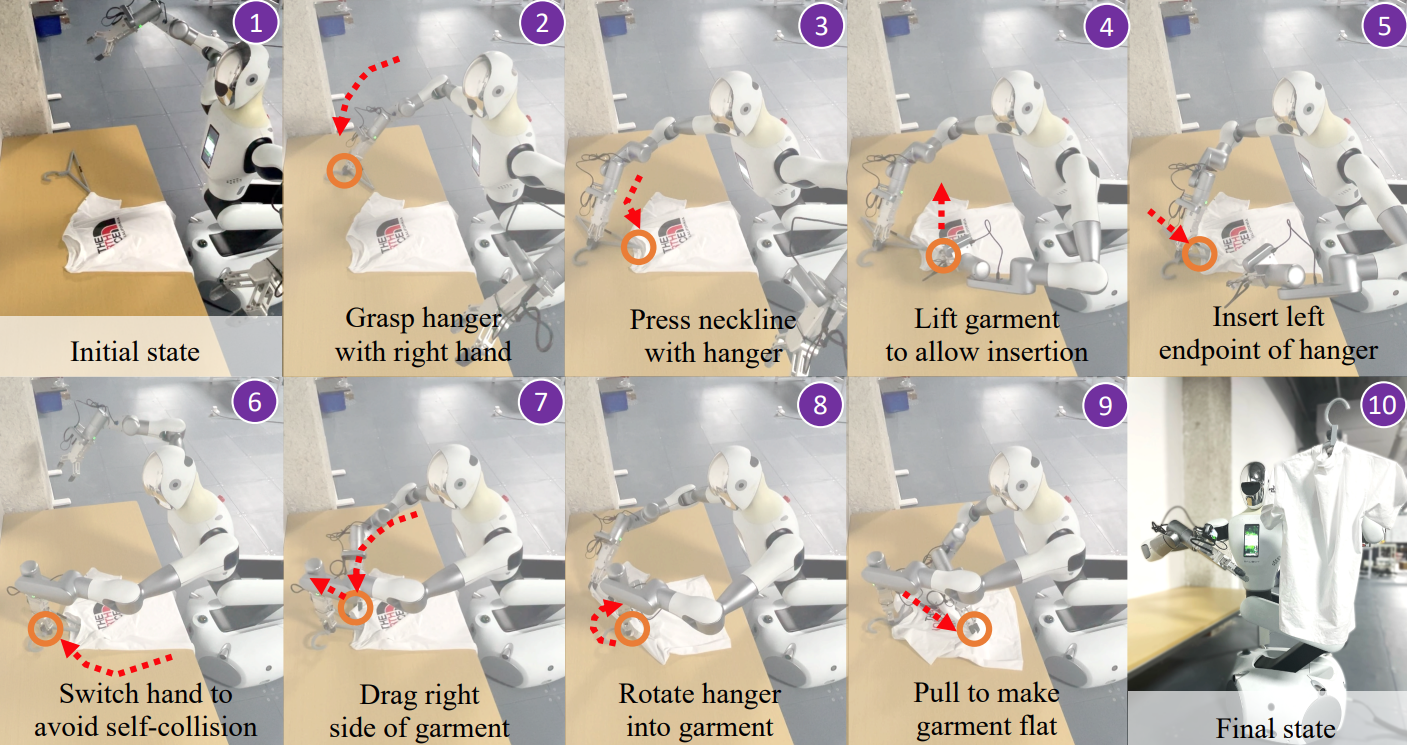 1
Initial state
2
Grasp hanger
with right hand
3
Press neckline
with hanger
4
Lift garment
to allow insertion
5
Insert left
endpoint of hanger
6
Switch hand to
avoid self-collision
7
Drag right
side of garment
8
Rotate hanger
into garment
9
Pull to make
garment flat
10
Final state